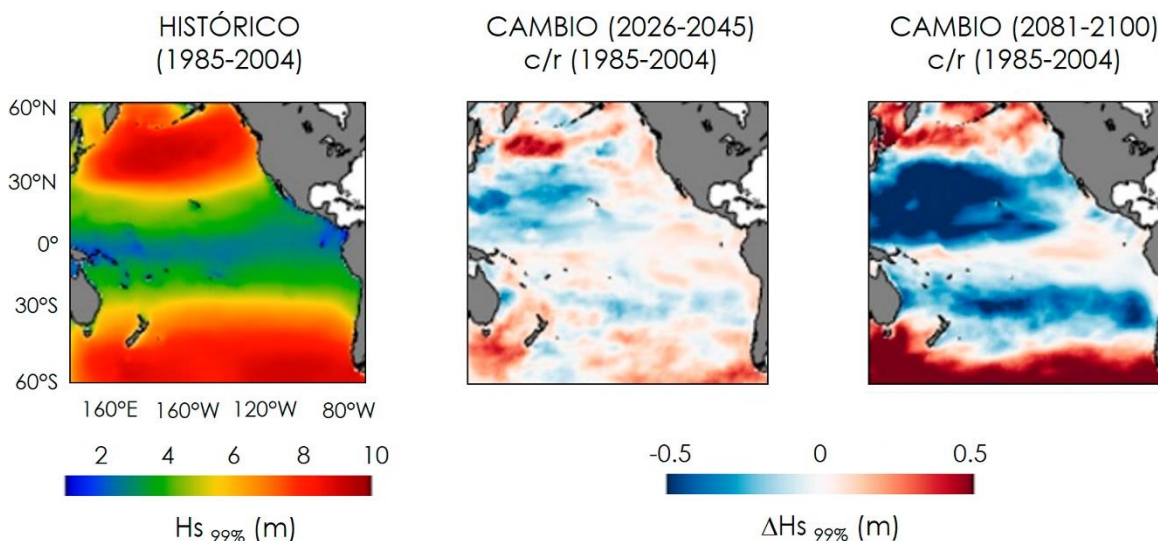 HISTÓRICO
(1985-2004)
CAMBIO (2026-2045)
c/r (1985-2004)
CAMBIO (2081-2100)
c/r (1985-2004)
60°N
30°N
0°
30°S
60°S
160°E 160°W 120°W 80°W
2 4 6 8 10
Hs 99% (m)
-0.5 0 0.5
ΔHs 99% (m)